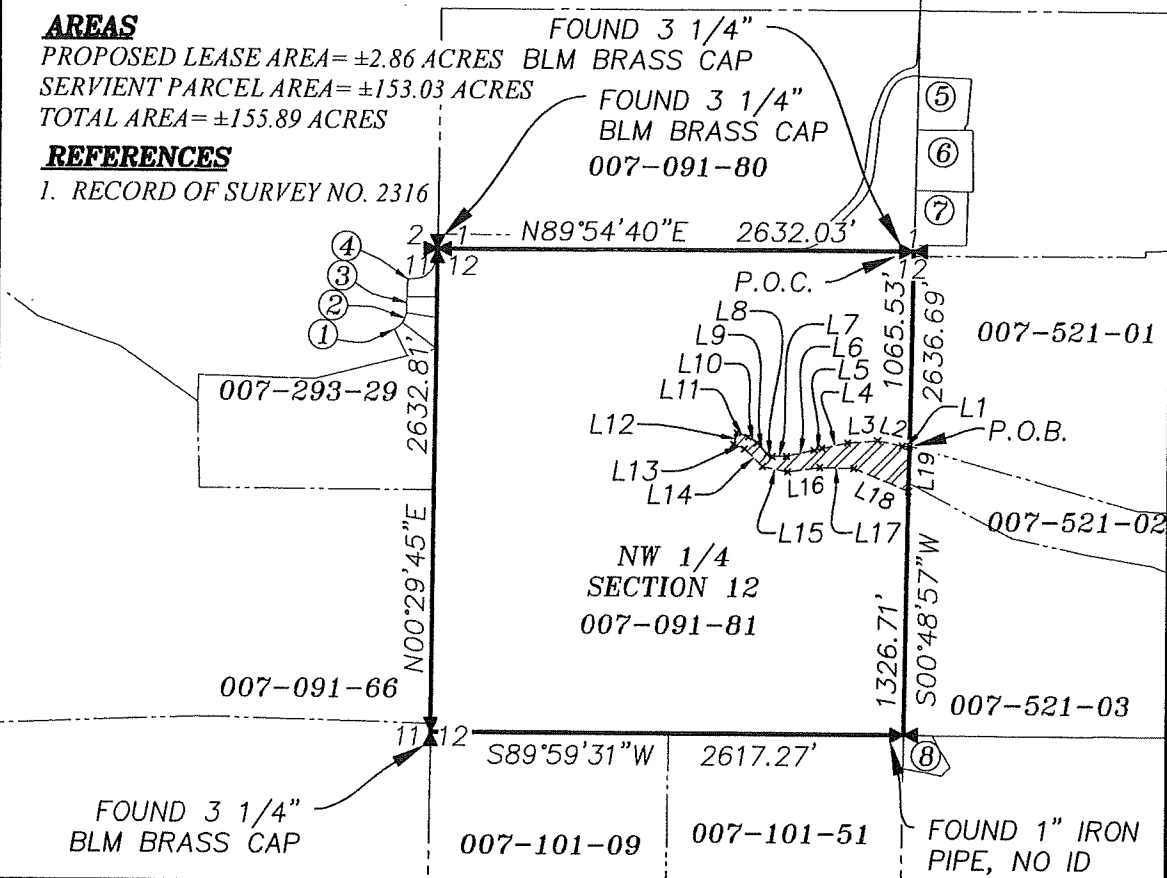 AREAS
PROPOSED LEASE AREA= ±2.86 ACRES
SERVIENT PARCEL AREA= ±153.03 ACRES
TOTAL AREA= ±155.89 ACRES
REFERENCES
1. RECORD OF SURVEY NO. 2316
FOUND 3 1/4"
BLM BRASS CAP
FOUND 3 1/4"
BLM BRASS CAP
007-091-80
5
6
7
2
1
11
12
N89°54'40"E 2632.03'
1
12
P.O.C.
4
3
2
1
1065.53'
2636.69'
007-521-01
007-293-29
2632.81'
L8
L7
L9
L6
L10
L5
L11
L4
L12
L3
L2
L1
P.O.B.
L13
L14
L16
L18
L19
L15
L17
007-521-02
NW 1/4
SECTION 12
007-091-81
N00°29'45"E
1326.71'
S00°48'57"W
007-091-66
007-521-03
11
12
S89°59'31"W 2617.27'
8
FOUND 3 1/4"
BLM BRASS CAP
007-101-09
007-101-51
FOUND 1" IRON
PIPE, NO ID